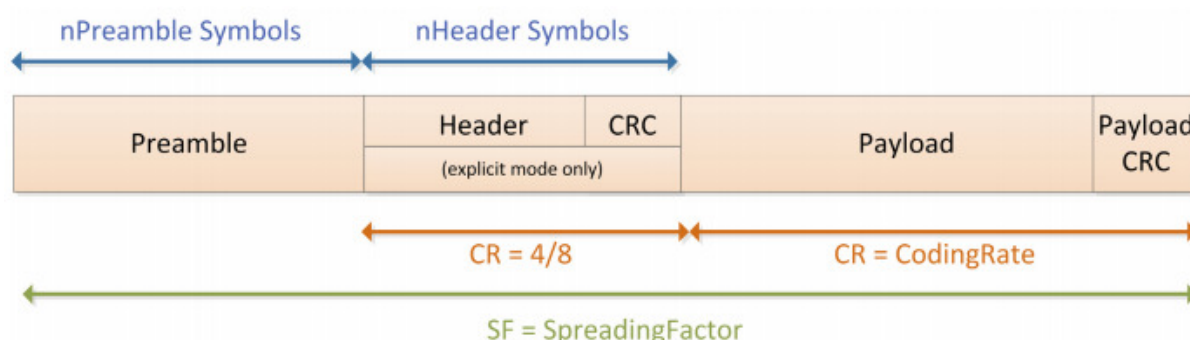 nPreamble Symbols
nHeader Symbols
Preamble
Header
CRC
(explicit mode only)
Payload
Payload
CRC
CR = 4/8
CR = CodingRate
SF = SpreadingFactor